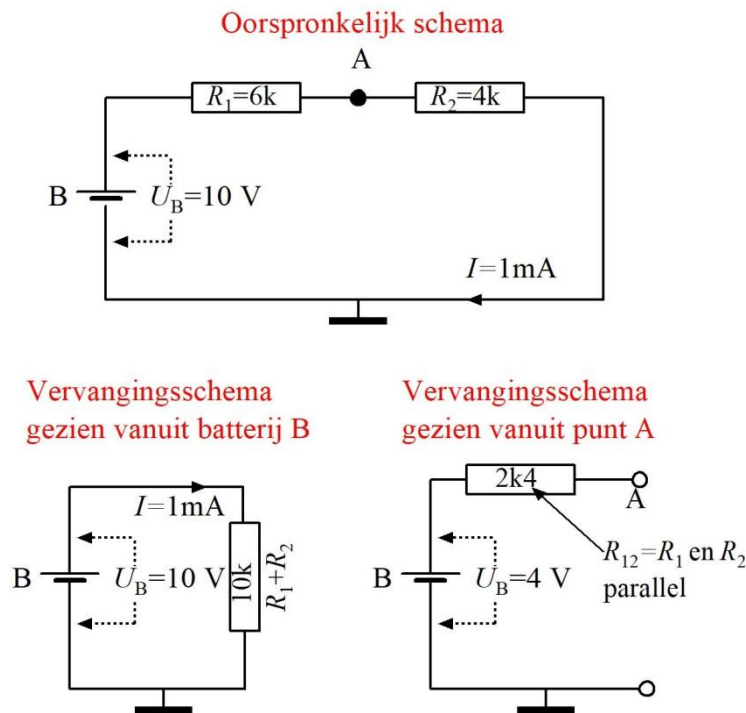 Oorspronkelijk schema
A
R1=6k
R2=4k
B
UB=10 V
I=1mA
Vervangingsschema
gezien vanuit batterij B
I=1mA
B
UB=10 V
10k
R1+R2
Vervangingsschema
gezien vanuit punt A
2k4
A
R12=R1 en R2
parallel
B
UB=4 V